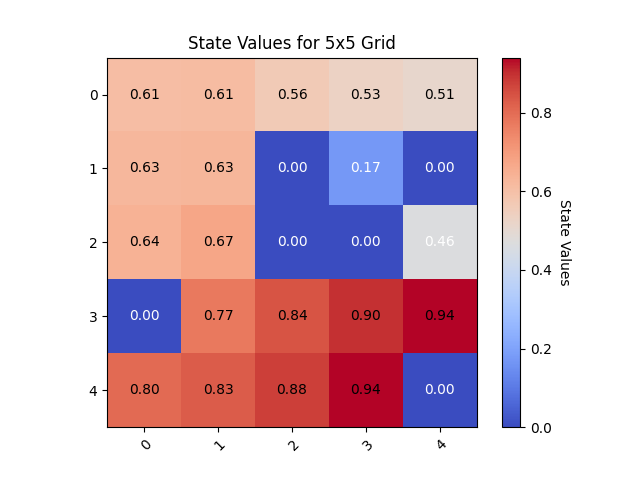 State Values for 5x5 Grid
0 0.61 0.61 0.56 0.53 0.51
1 0.63 0.63 0.00 0.17 0.00
2 0.64 0.67 0.00 0.00 0.46
3 0.00 0.77 0.84 0.90 0.94
4 0.80 0.83 0.88 0.94 0.00
0 1 2 3 4
0.8
0.6
0.4
0.2
0.0
State Values